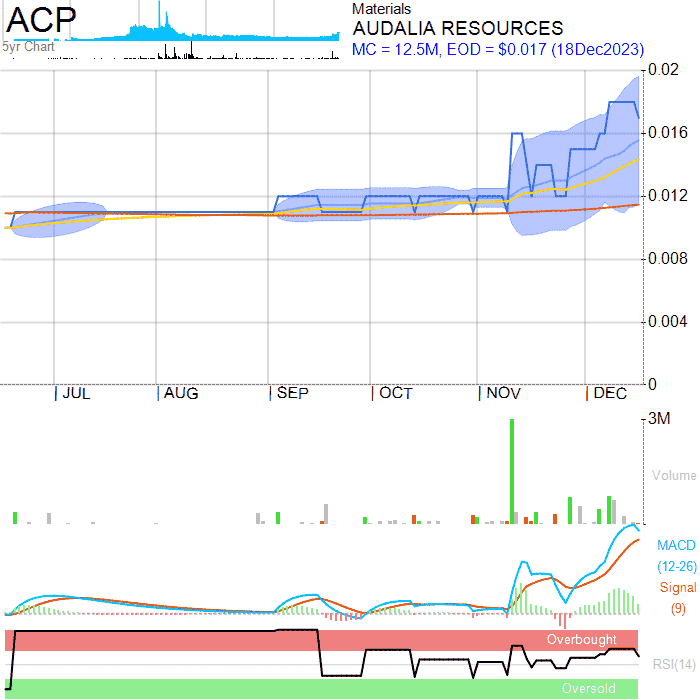 ACP
5yr Chart
Materials
AUDALIA RESOURCES
MC = 12.5M, EOD = $0.017 (18Dec2023)
0.02
0.016
0.012
0.008
0.004
0
JUL AUG SEP OCT NOV DEC
3M
Volume
MACD
(12-26)
Signal
(9)
Overbought
RSI(14)
Oversold